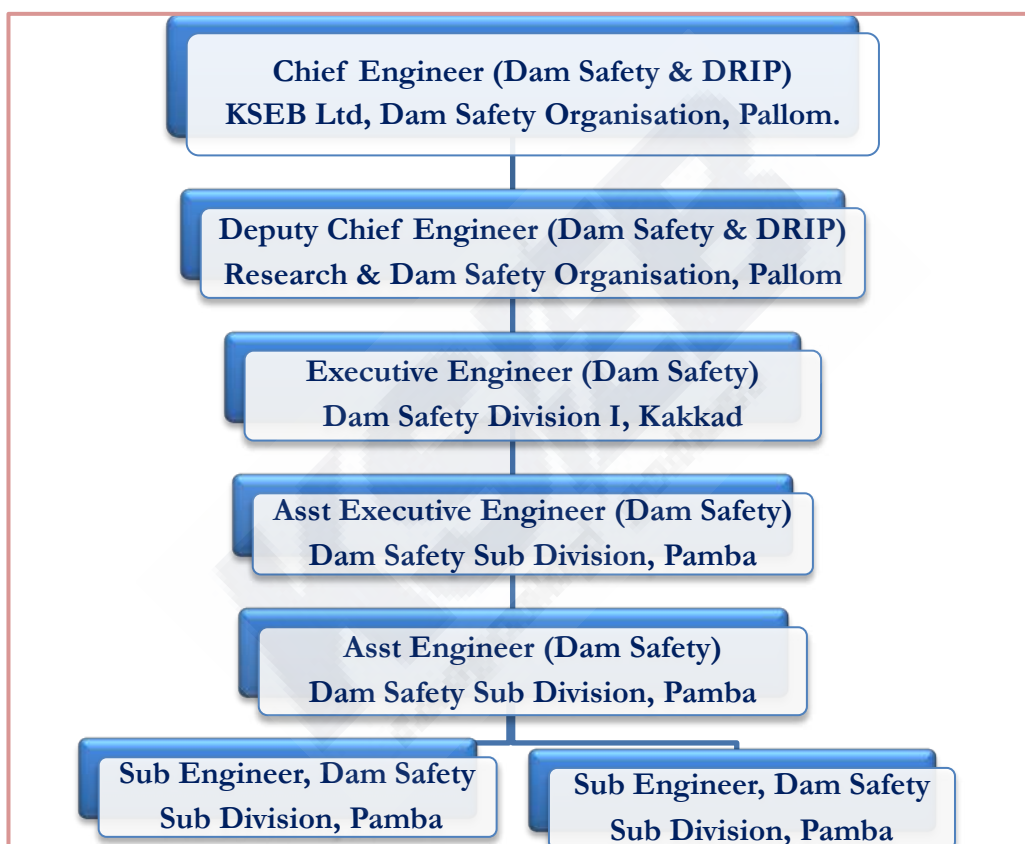 Chief Engineer (Dam Safety & DRIP)
KSEB Ltd, Dam Safety Organisation, Pallom.
Deputy Chief Engineer (Dam Safety & DRIP)
Research & Dam Safety Organisation, Pallom
Executive Engineer (Dam Safety)
Dam Safety Division I, Kakkad
Asst Executive Engineer (Dam Safety)
Dam Safety Sub Division, Pamba
Asst Engineer (Dam Safety)
Dam Safety Sub Division, Pamba
Sub Engineer, Dam Safety
Sub Division, Pamba
Sub Engineer, Dam Safety
Sub Division, Pamba
KSEB